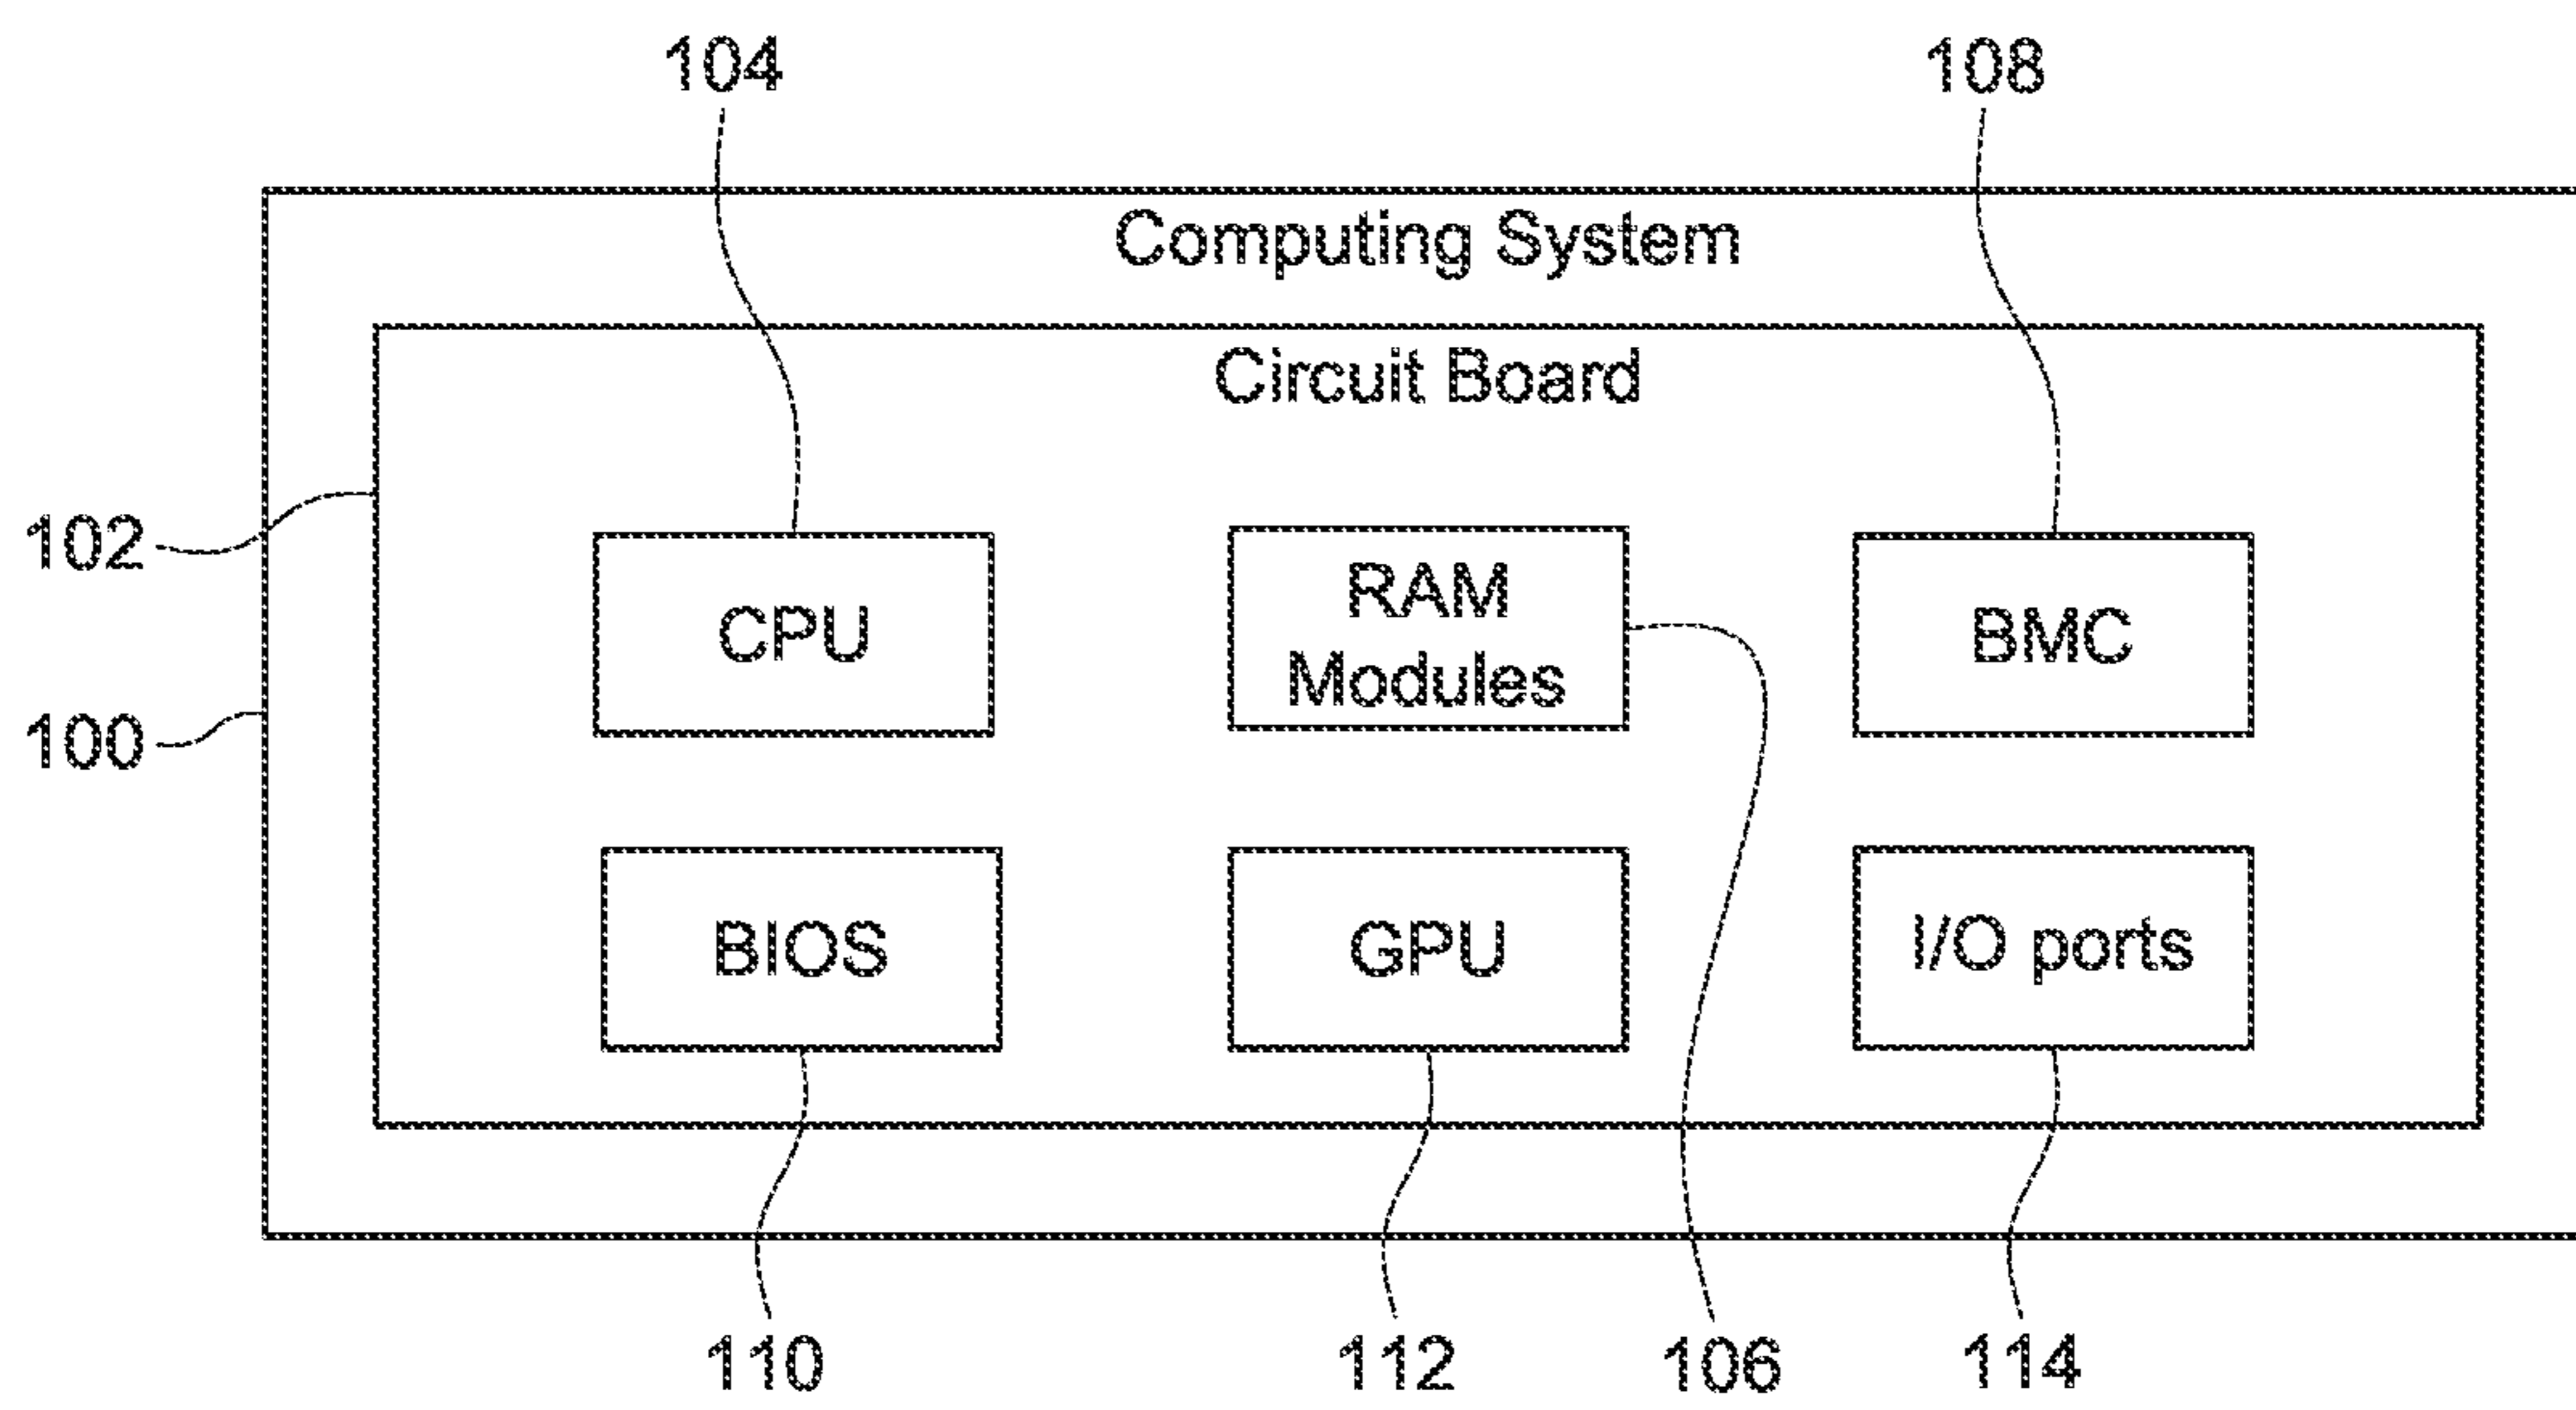 104
108
Computing System
Circuit Board
102
CPU
RAM
Modules
BMC
100
BIOS
GPU
I/O ports
110
112
106
114